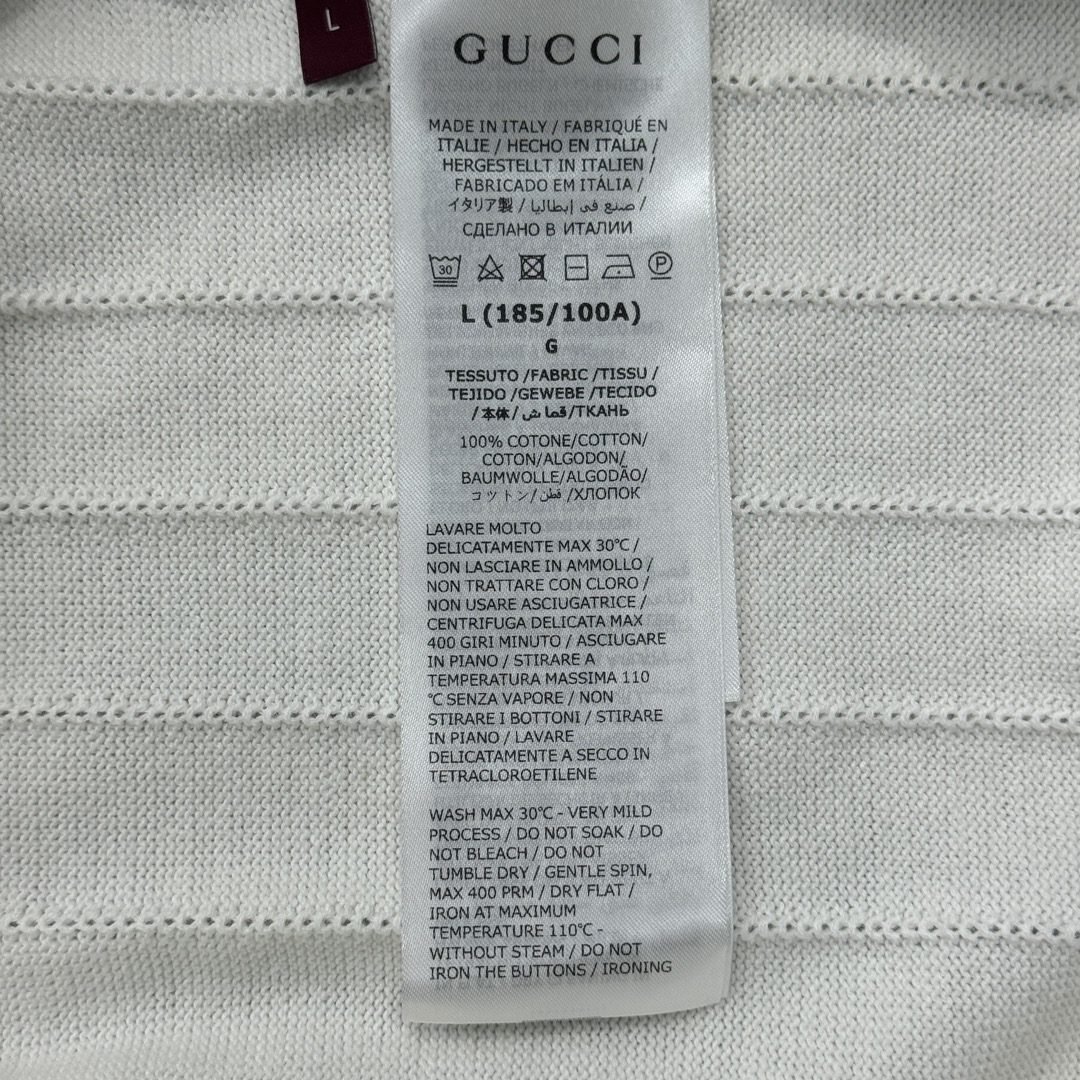 L
GUCCI
MADE IN ITALY / FABRIQUÉ EN
ITALIE / HECHO EN ITALIA /
HERGESTELLT IN ITALIEN /
FABRICADO EM ITÁLIA /
イタリア製 / صنع في إيطاليا /
СДЕЛАНО В ИТАЛИИ
30 P
L (185/100A)
G
TESSUTO /FABRIC /TISSU /
TEJIDO /GEWEBE /TECIDO
/本体/ قماش/ТКАНЬ
100% COTONE/COTTON/
COTON/ALGODON/
BAUMWOLLE/ALGODÃO/
コットン/قطن/ХЛОПОК
LAVARE MOLTO
DELICATAMENTE MAX 30℃ /
NON LASCIARE IN AMMOLLO /
NON TRATTARE CON CLORO /
NON USARE ASCIUGATRICE /
CENTRIFUGA DELICATA MAX
400 GIRI MINUTO / ASCIUGARE
IN PIANO / STIRARE A
TEMPERATURA MASSIMA 110
℃ SENZA VAPORE / NON
STIRARE I BOTTONI / STIRARE
IN PIANO / LAVARE
DELICATAMENTE A SECCO IN
TETRACLOROETILENE
WASH MAX 30℃ - VERY MILD
PROCESS / DO NOT SOAK / DO
NOT BLEACH / DO NOT
TUMBLE DRY / GENTLE SPIN,
MAX 400 PRM / DRY FLAT /
IRON AT MAXIMUM
TEMPERATURE 110℃ -
WITHOUT STEAM / DO NOT
IRON THE BUTTONS / IRONING